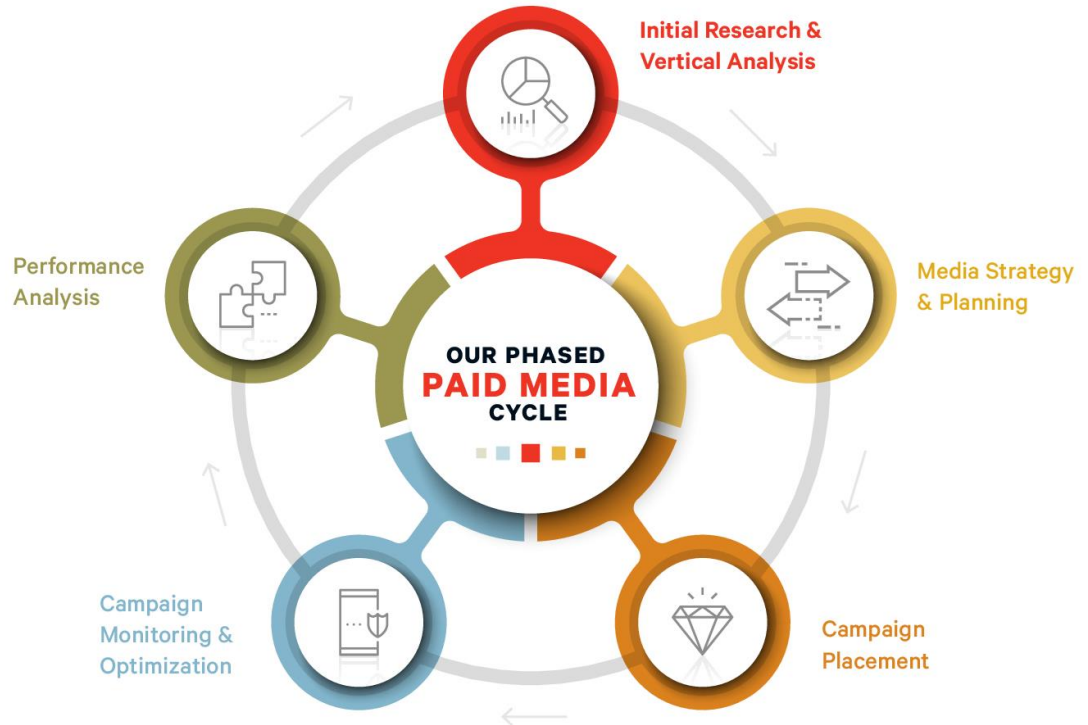 Initial Research &
Vertical Analysis
Media Strategy
& Planning
Campaign
Placement
Campaign
Monitoring &
Optimization
Performance
Analysis
OUR PHASED
PAID MEDIA
CYCLE